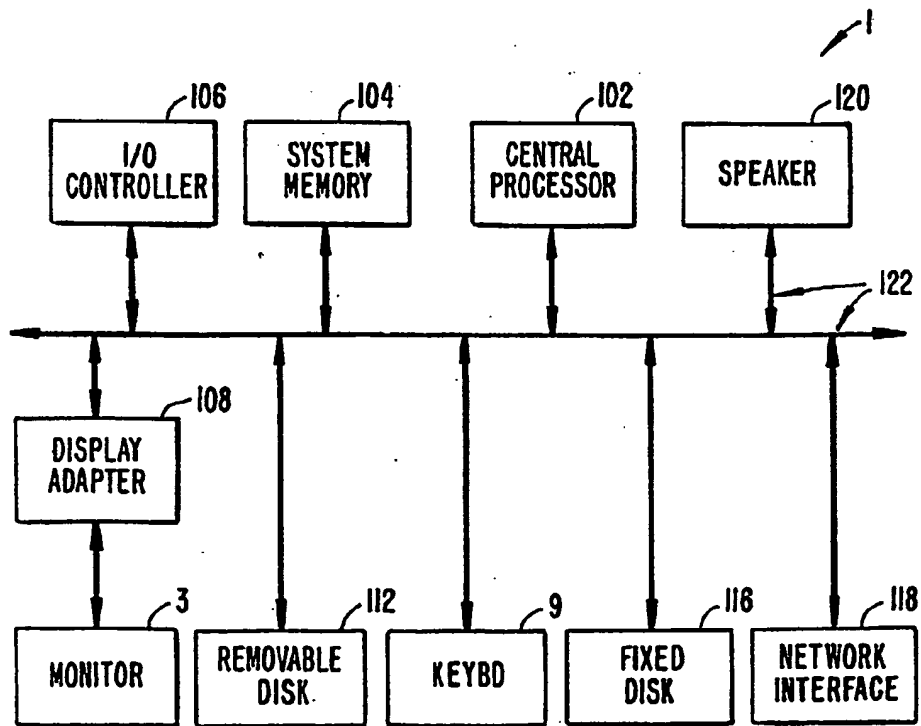 1
106
104
102
120
I/O
CONTROLLER
SYSTEM
MEMORY
CENTRAL
PROCESSOR
SPEAKER
122
108
DISPLAY
ADAPTER
3
112
9
116
118
MONITOR
REMOVABLE
DISK
KEYBD
FIXED
DISK
NETWORK
INTERFACE